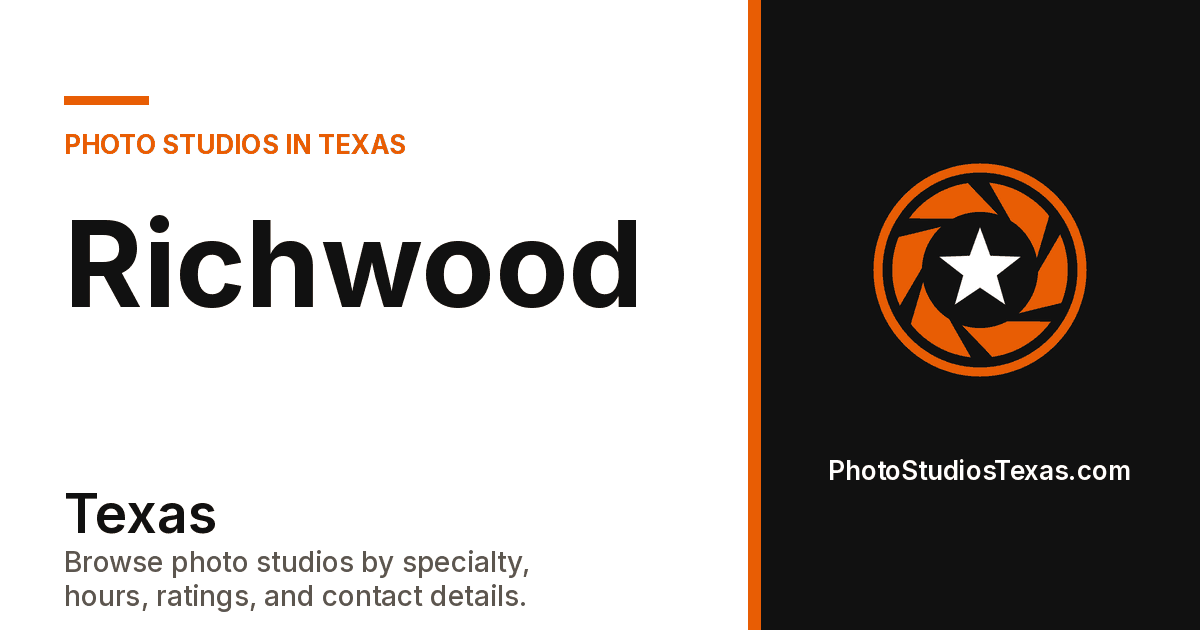 PHOTO STUDIOS IN TEXAS
Richwood
Texas
Browse photo studios by specialty,
hours, ratings, and contact details.
PhotoStudiosTexas.com